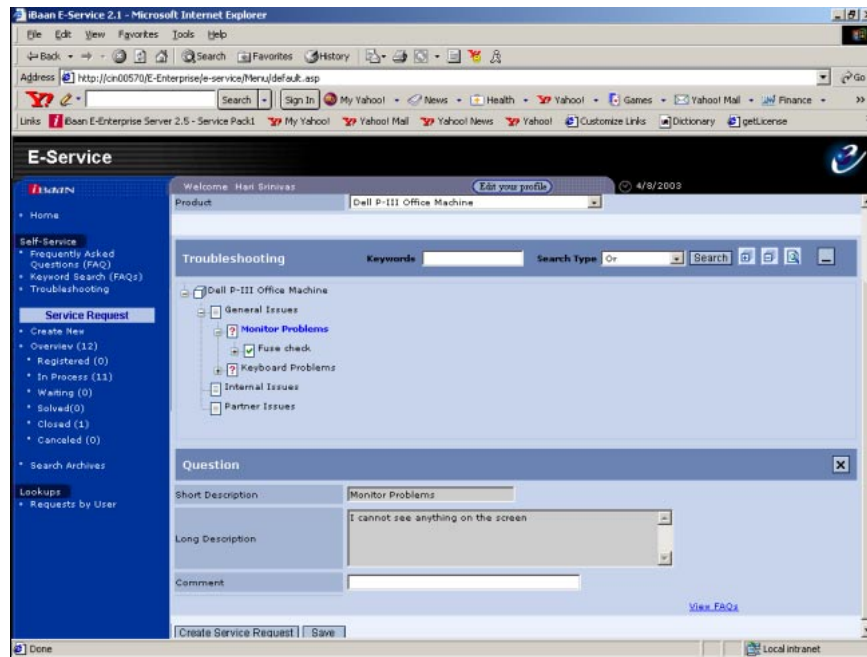 iBaan E-Service 2.1 - Microsoft Internet Explorer
File Edit View Favorites Tools Help
Back Search Favorites History
Address http://cin00570/E-Enterprise/e-service/Menu/default.asp Go
Y! Search Sign In My Yahoo! News Health Yahoo! Games Yahoo! Mail Finance »
Links iBaan E-Enterprise Server 2.5 - Service Pack1 My Yahoo! Yahoo! Mail Yahoo! News Yahoo! Customize Links Dictionary getLicense
E-Service
iBaan Welcome Hari Srinivas Edit your profile 4/8/2003
Product Dell P-III Office Machine
Home
Self-Service
Frequently Asked
Questions (FAQ)
Keyword Search (FAQs)
Troubleshooting
Service Request
Create New
Overview (12)
Registered (0)
In Process (11)
Waiting (0)
Solved(0)
Closed (1)
Canceled (0)
Search Archives
Lookups
Requests by User
Troubleshooting Keywords Search Type Or Search
Dell P-III Office Machine
General Issues
Monitor Problems
Fuse check
Keyboard Problems
Internal Issues
Partner Issues
Question
Short Description Monitor Problems
Long Description I cannot see anything on the screen
Comment
View FAQs
Create Service Request Save
Done Local intranet